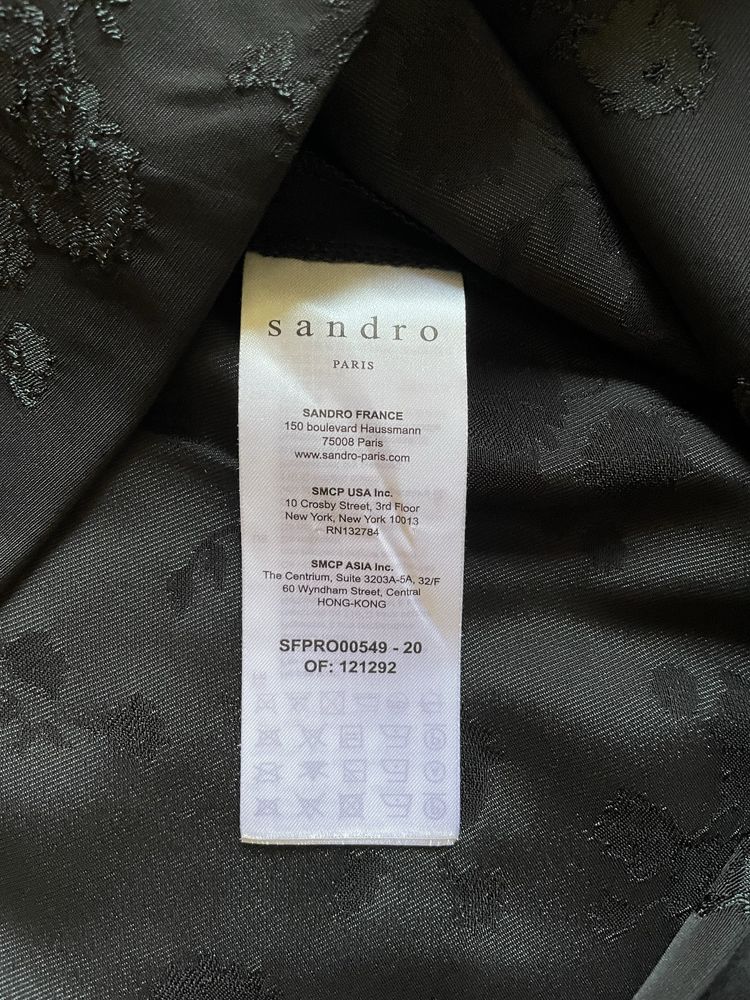 sandro
PARIS
SANDRO FRANCE
150 boulevard Haussmann
75008 Paris
www.sandro-paris.com
SMCP USA Inc.
10 Crosby Street, 3rd Floor
New York, New York 10013
RN132784
SMCP ASIA Inc.
The Centrium, Suite 3203A-5A, 32/F
60 Wyndham Street, Central
HONG-KONG
SFPRO00549 - 20
OF: 121292